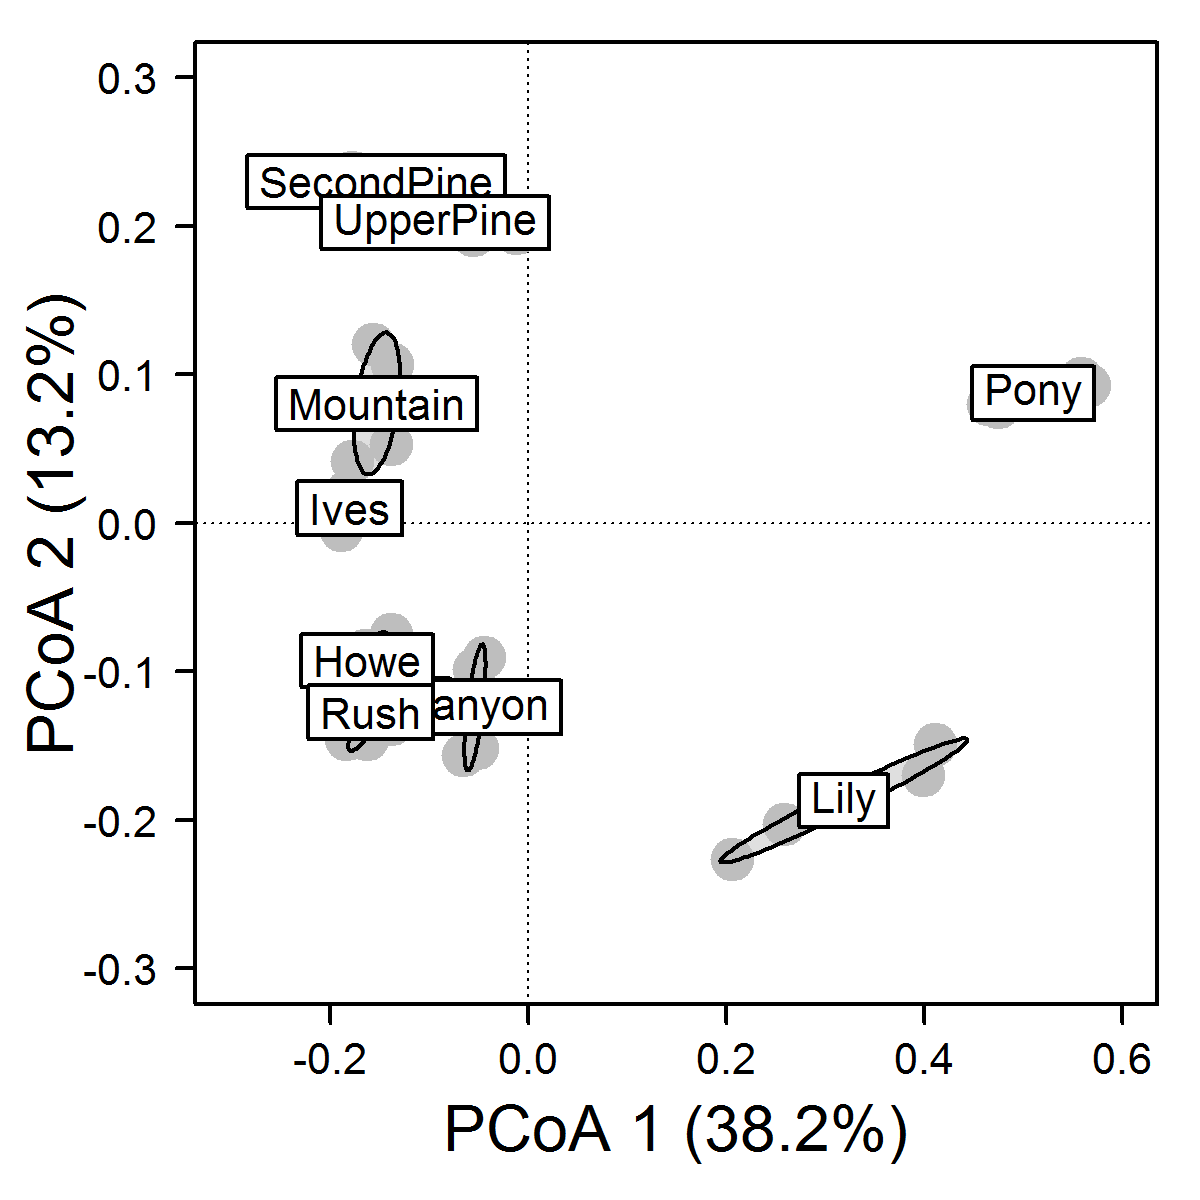 0.3
SecondPine
0.2
UpperPine
0.1
Pony
Mountain
Ives
0.0
Howe
-0.1
Rush
anyon
Lily
-0.2
-0.3
PCoA 2 (13.2%)
-0.2
0.0
0.2
0.4
0.6
PCoA 1 (38.2%)